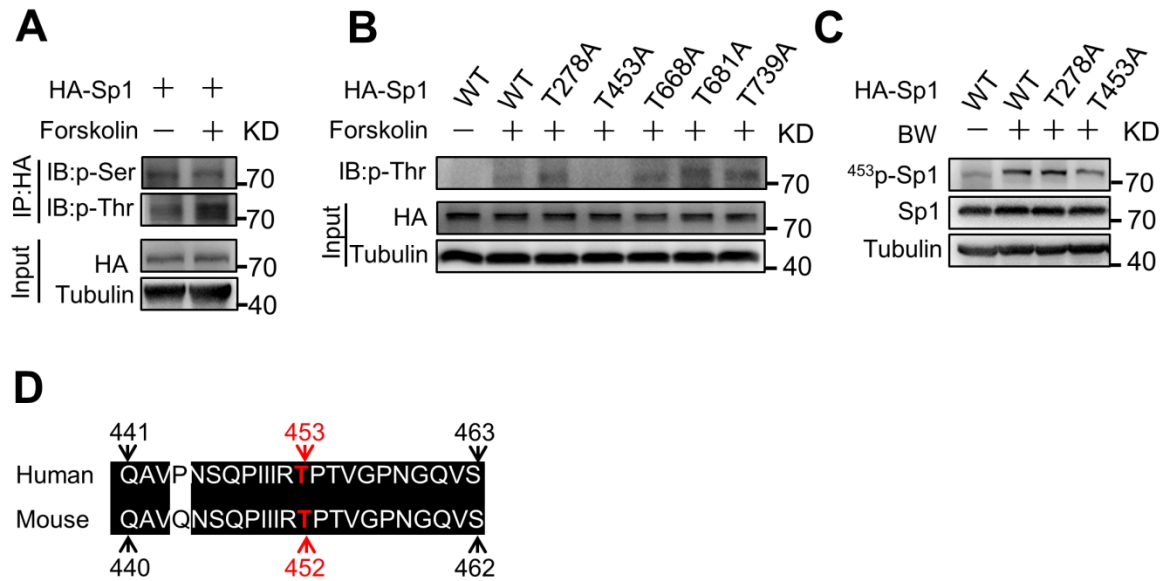 A
HA-Sp1 + +
Forskolin − + KD
IP:HA
IB:p-Ser 70
IB:p-Thr 70
Input
HA 70
Tubulin 40
B
HA-Sp1 WT WT T278A T453A T668A T681A T739A
Forskolin − + + + + + + KD
IB:p-Thr 70
Input
HA 70
Tubulin 40
C
HA-Sp1 WT WT T278A T453A
BW − + + + KD
453p-Sp1 70
Sp1 70
Tubulin 40
D
441 453 463
Human QAVPNSQPIIIRTPTVGPNGQVS
Mouse QAVQNSQPIIIRTPTVGPNGQVS
440 452 462